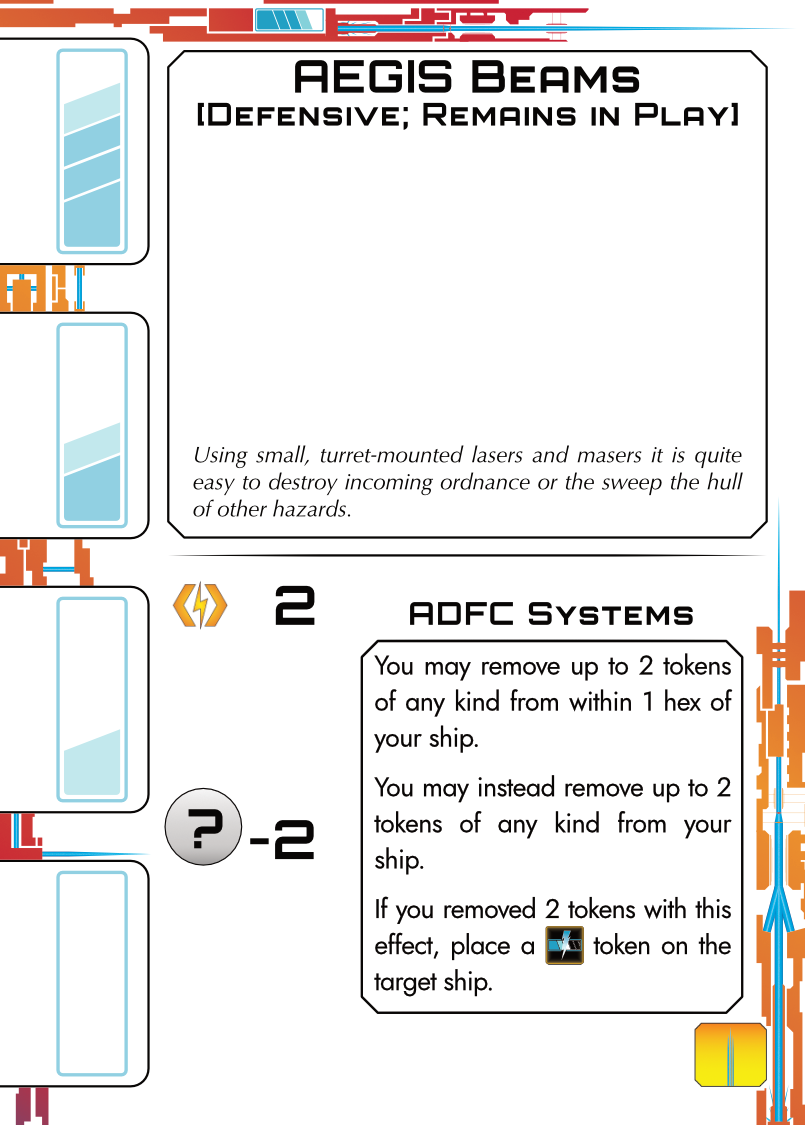 AEGIS Beams
[Defensive; Remains in Play]
Using small, turret-mounted lasers and masers it is quite
easy to destroy incoming ordnance or the sweep the hull
of other hazards.
2
ADFC Systems
You may remove up to 2 tokens
of any kind from within 1 hex of
your ship.
You may instead remove up to 2
tokens of any kind from your
ship.
? -2
If you removed 2 tokens with this
effect, place a token on the
target ship.